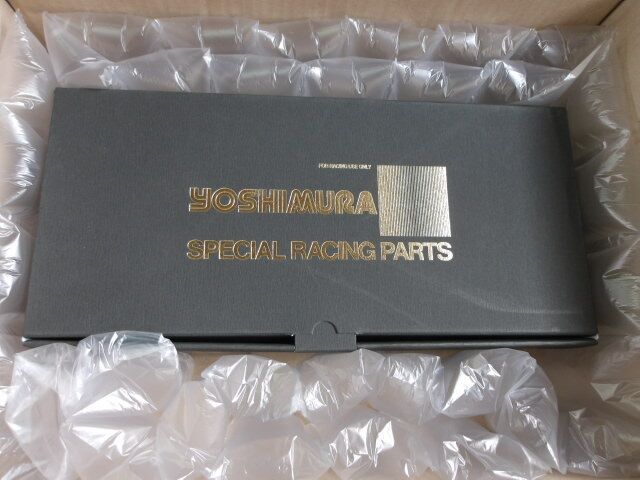 FOR RACING USE ONLY
YOSHIMURA
SPECIAL RACING PARTS